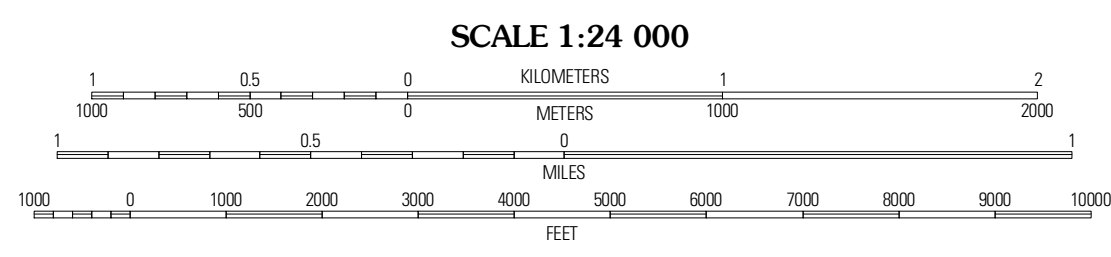 SCALE 1:24 000
1 0.5 0 KILOMETERS 1 2
1000 500 0 METERS 1000 2000
1 0.5 0 1
MILES
1000 0 1000 2000 3000 4000 5000 6000 7000 8000 9000 10000
FEET